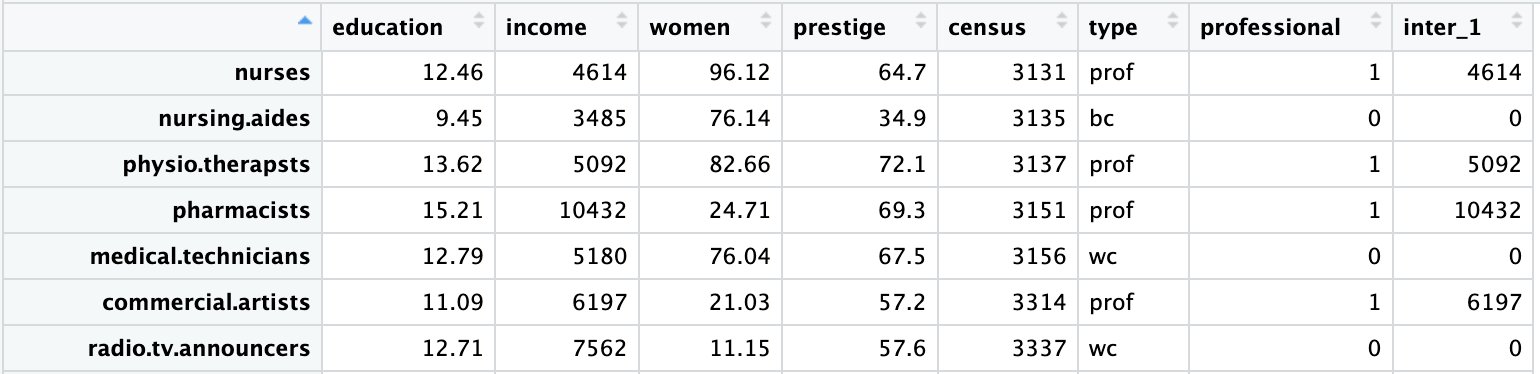 education income women prestige census type professional inter_1
nurses 12.46 4614 96.12 64.7 3131 prof 1 4614
nursing.aides 9.45 3485 76.14 34.9 3135 bc 0 0
physio.therapsts 13.62 5092 82.66 72.1 3137 prof 1 5092
pharmacists 15.21 10432 24.71 69.3 3151 prof 1 10432
medical.technicians 12.79 5180 76.04 67.5 3156 wc 0 0
commercial.artists 11.09 6197 21.03 57.2 3314 prof 1 6197
radio.tv.announcers 12.71 7562 11.15 57.6 3337 wc 0 0